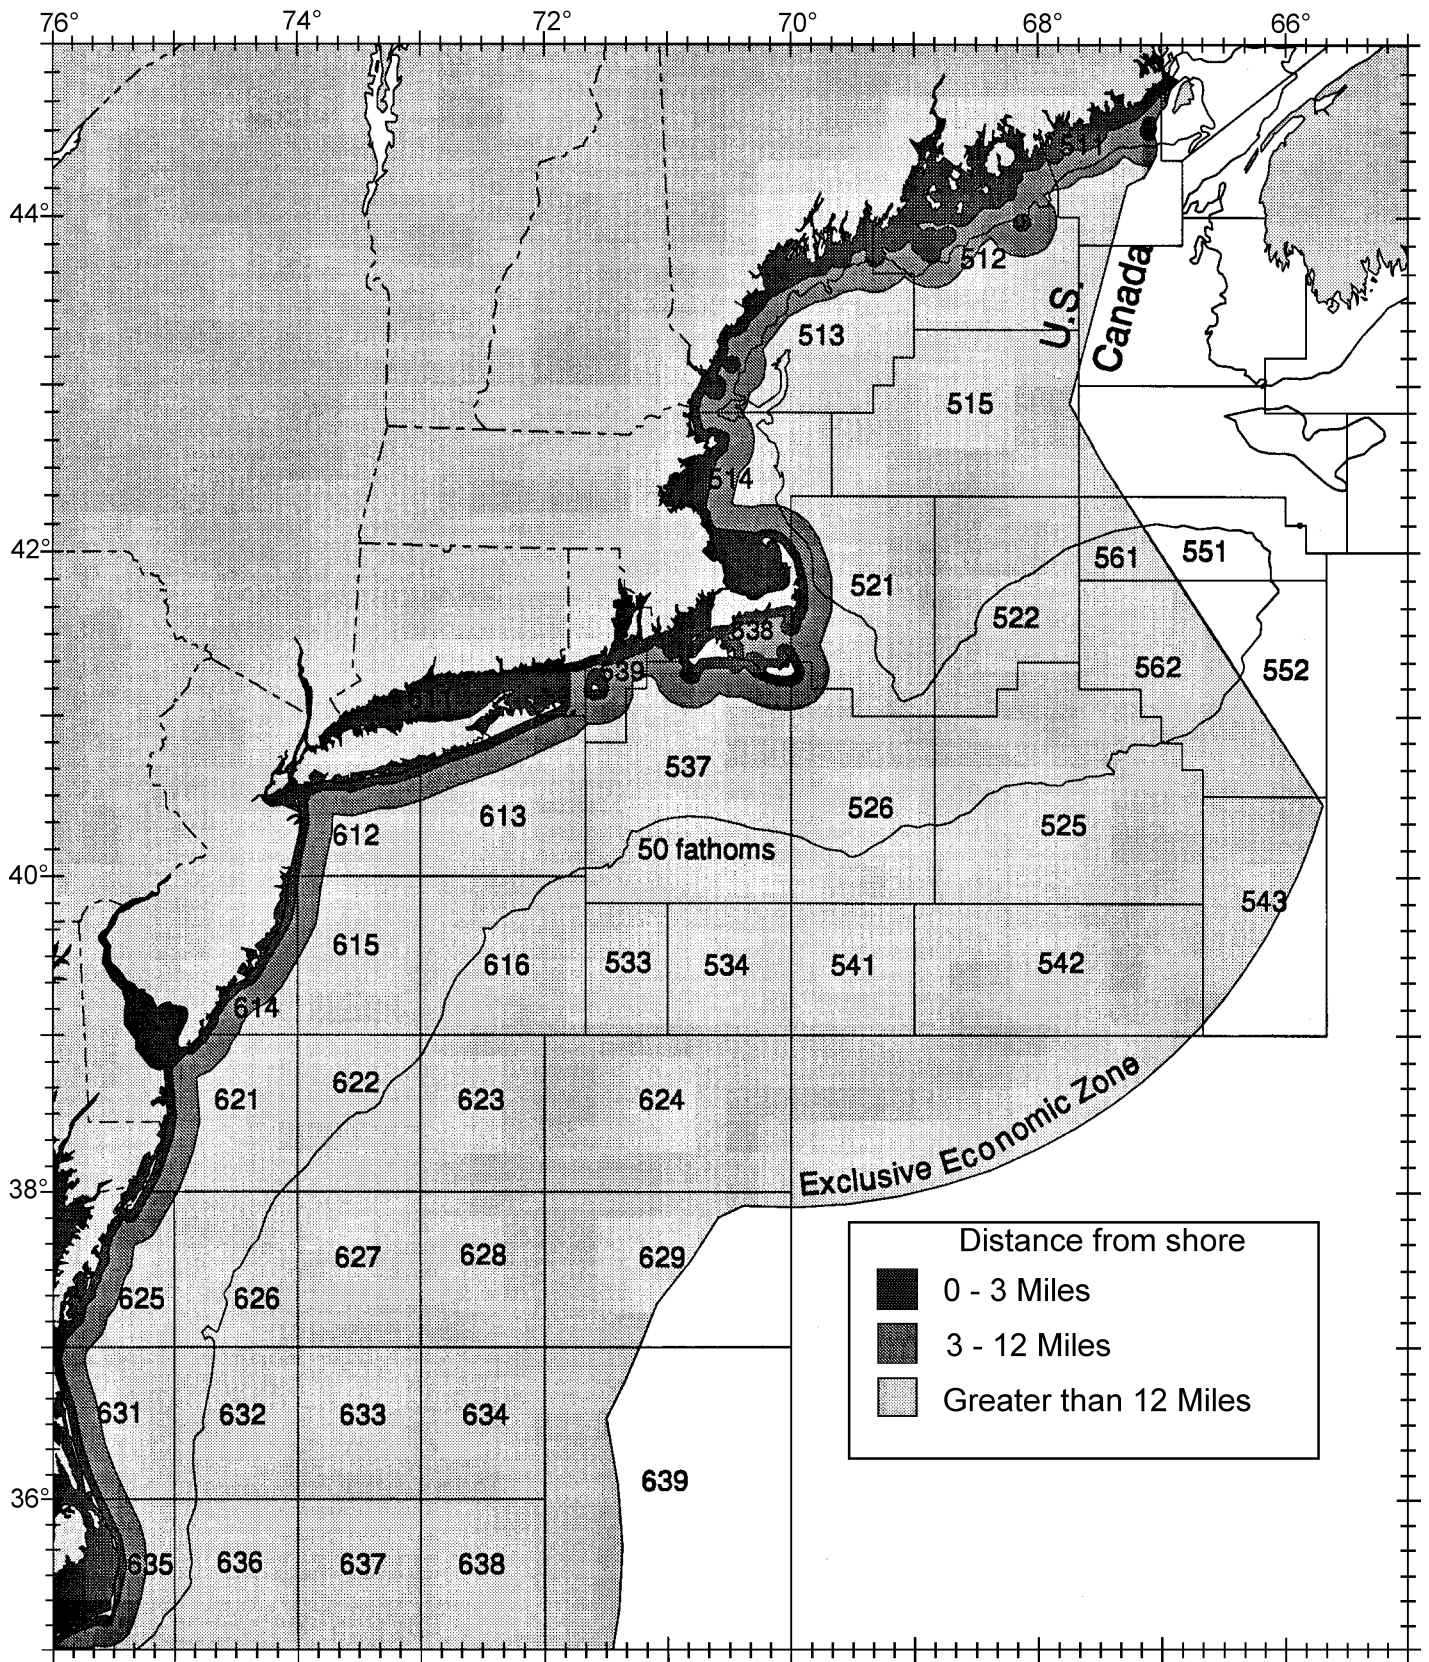 76° 74° 72° 70° 68° 66°
511
44°
512
U.S.
Canada
513
515
514
42°
561 551
521
522
538
562 552
539
611
537
526
613
525
612
50 fathoms
40°
543
615
616 533 534 541 542
614
622
621 623 624
Exclusive Economic Zone
38°
Distance from shore
627 628 629
0 - 3 Miles
625 626
3 - 12 Miles
Greater than 12 Miles
631 632 633 634
639
36°
635 636 637 638